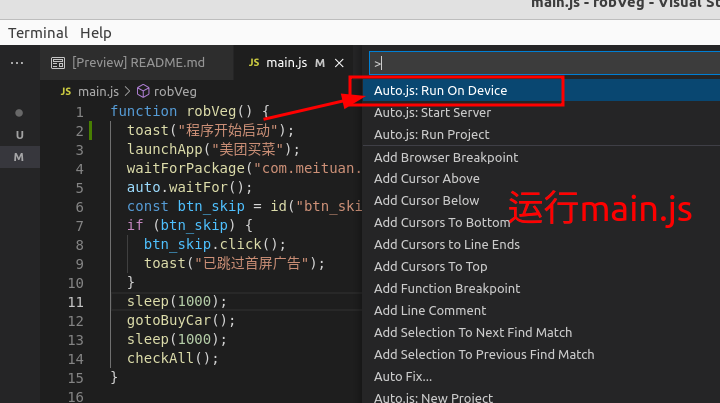 main.js - robVeg - Visual St
Terminal Help
··· [Preview] README.md JS main.js M ×
JS main.js > robVeg
U
M
1 function robVeg() {
2 toast("程序开始启动");
3 launchApp("美团买菜");
4 waitForPackage("com.meituan.
5 auto.waitFor();
6 const btn_skip = id("btn_ski
7 if (btn_skip) {
8 btn_skip.click();
9 toast("已跳过首屏广告");
10 }
11 sleep(1000);
12 gotoBuyCar();
13 sleep(1000);
14 checkAll();
15 }
16
>
Auto.js: Run On Device
Auto.js: Start Server
Auto.js: Run Project
Add Browser Breakpoint
Add Cursor Above
Add Cursor Below
Add Cursors To Bottom
Add Cursors to Line Ends
Add Cursors To Top
Add Function Breakpoint
Add Line Comment
Add Selection To Next Find Match
Add Selection To Previous Find Match
Auto Fix...
Auto.js: New Project
运行main.js